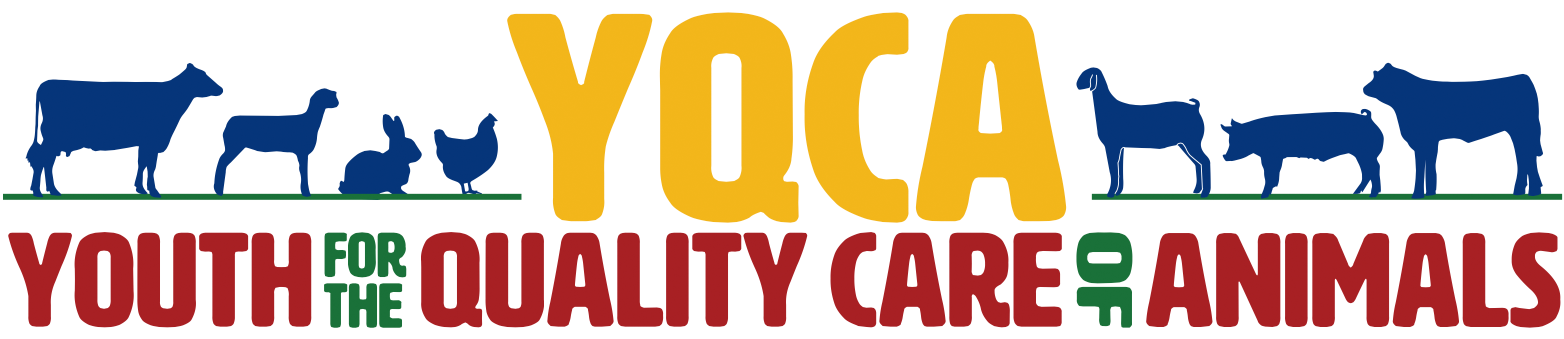 YQCA
YOUTH FOR THE QUALITY CARE OF ANIMALS